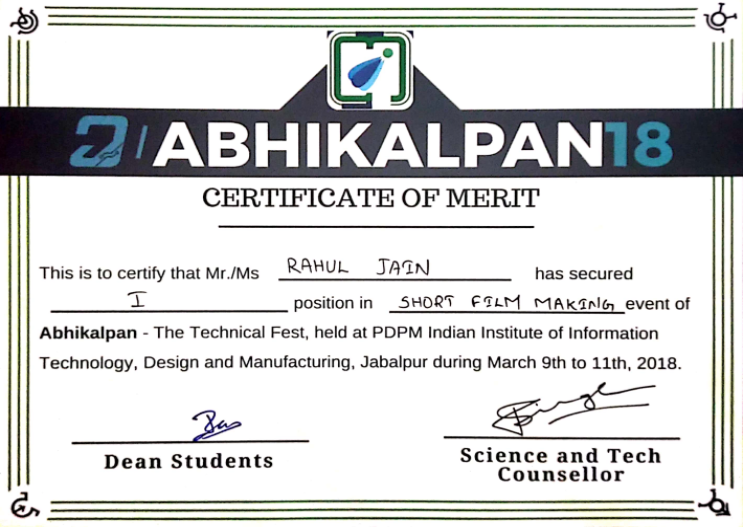 ABHIKALPAN18
CERTIFICATE OF MERIT
This is to certify that Mr./Ms RAHUL JAIN has secured
I position in SHORT FILM MAKING event of
Abhikalpan - The Technical Fest, held at PDPM Indian Institute of Information
Technology, Design and Manufacturing, Jabalpur during March 9th to 11th, 2018.
Dean Students
Science and Tech
Counsellor